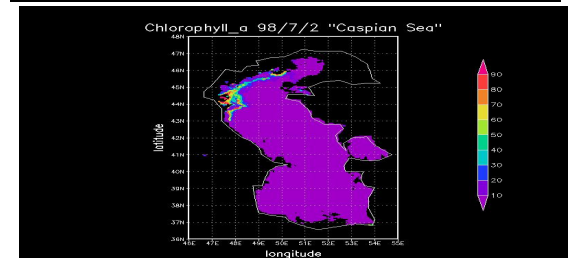 Chlorophyll_a 98/7/2 "Caspian Sea"
48N
47N
46N
45N
44N
43N
42N
41N
40N
39N
38N
37N
36N
latitude
46E 47E 48E 49E 50E 51E 52E 53E 54E 55E
longitude
90
80
70
60
50
40
30
20
10